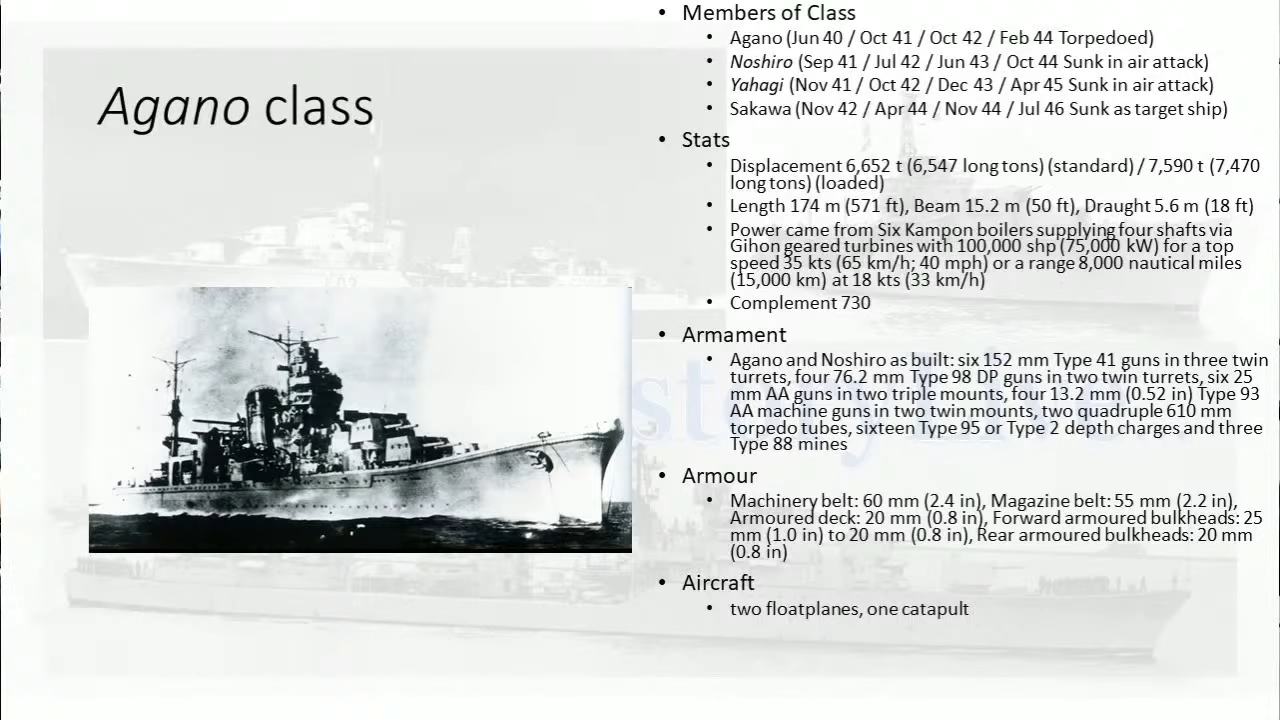 Agano class
• Members of Class
• Agano (Jun 40 / Oct 41 / Oct 42 / Feb 44 Torpedoed)
• Noshiro (Sep 41 / Jul 42 / Jun 43 / Oct 44 Sunk in air attack)
• Yahagi (Nov 41 / Oct 42 / Dec 43 / Apr 45 Sunk in air attack)
• Sakawa (Nov 42 / Apr 44 / Nov 44 / Jul 46 Sunk as target ship)
• Stats
• Displacement 6,652 t (6,547 long tons) (standard) / 7,590 t (7,470
long tons) (loaded)
• Length 174 m (571 ft), Beam 15.2 m (50 ft), Draught 5.6 m (18 ft)
• Power came from Six Kampon boilers supplying four shafts via
Gihon geared turbines with 100,000 shp (75,000 kW) for a top
speed 35 kts (65 km/h; 40 mph) or a range 8,000 nautical miles
(15,000 km) at 18 kts (33 km/h)
• Complement 730
• Armament
• Agano and Noshiro as built: six 152 mm Type 41 guns in three twin
turrets, four 76.2 mm Type 98 DP guns in two twin turrets, six 25
mm AA guns in two triple mounts, four 13.2 mm (0.52 in) Type 93
AA machine guns in two twin mounts, two quadruple 610 mm
torpedo tubes, sixteen Type 95 or Type 2 depth charges and three
Type 88 mines
• Armour
• Machinery belt: 60 mm (2.4 in), Magazine belt: 55 mm (2.2 in),
Armoured deck: 20 mm (0.8 in), Forward armoured bulkheads: 25
mm (1.0 in) to 20 mm (0.8 in), Rear armoured bulkheads: 20 mm
(0.8 in)
• Aircraft
• two floatplanes, one catapult